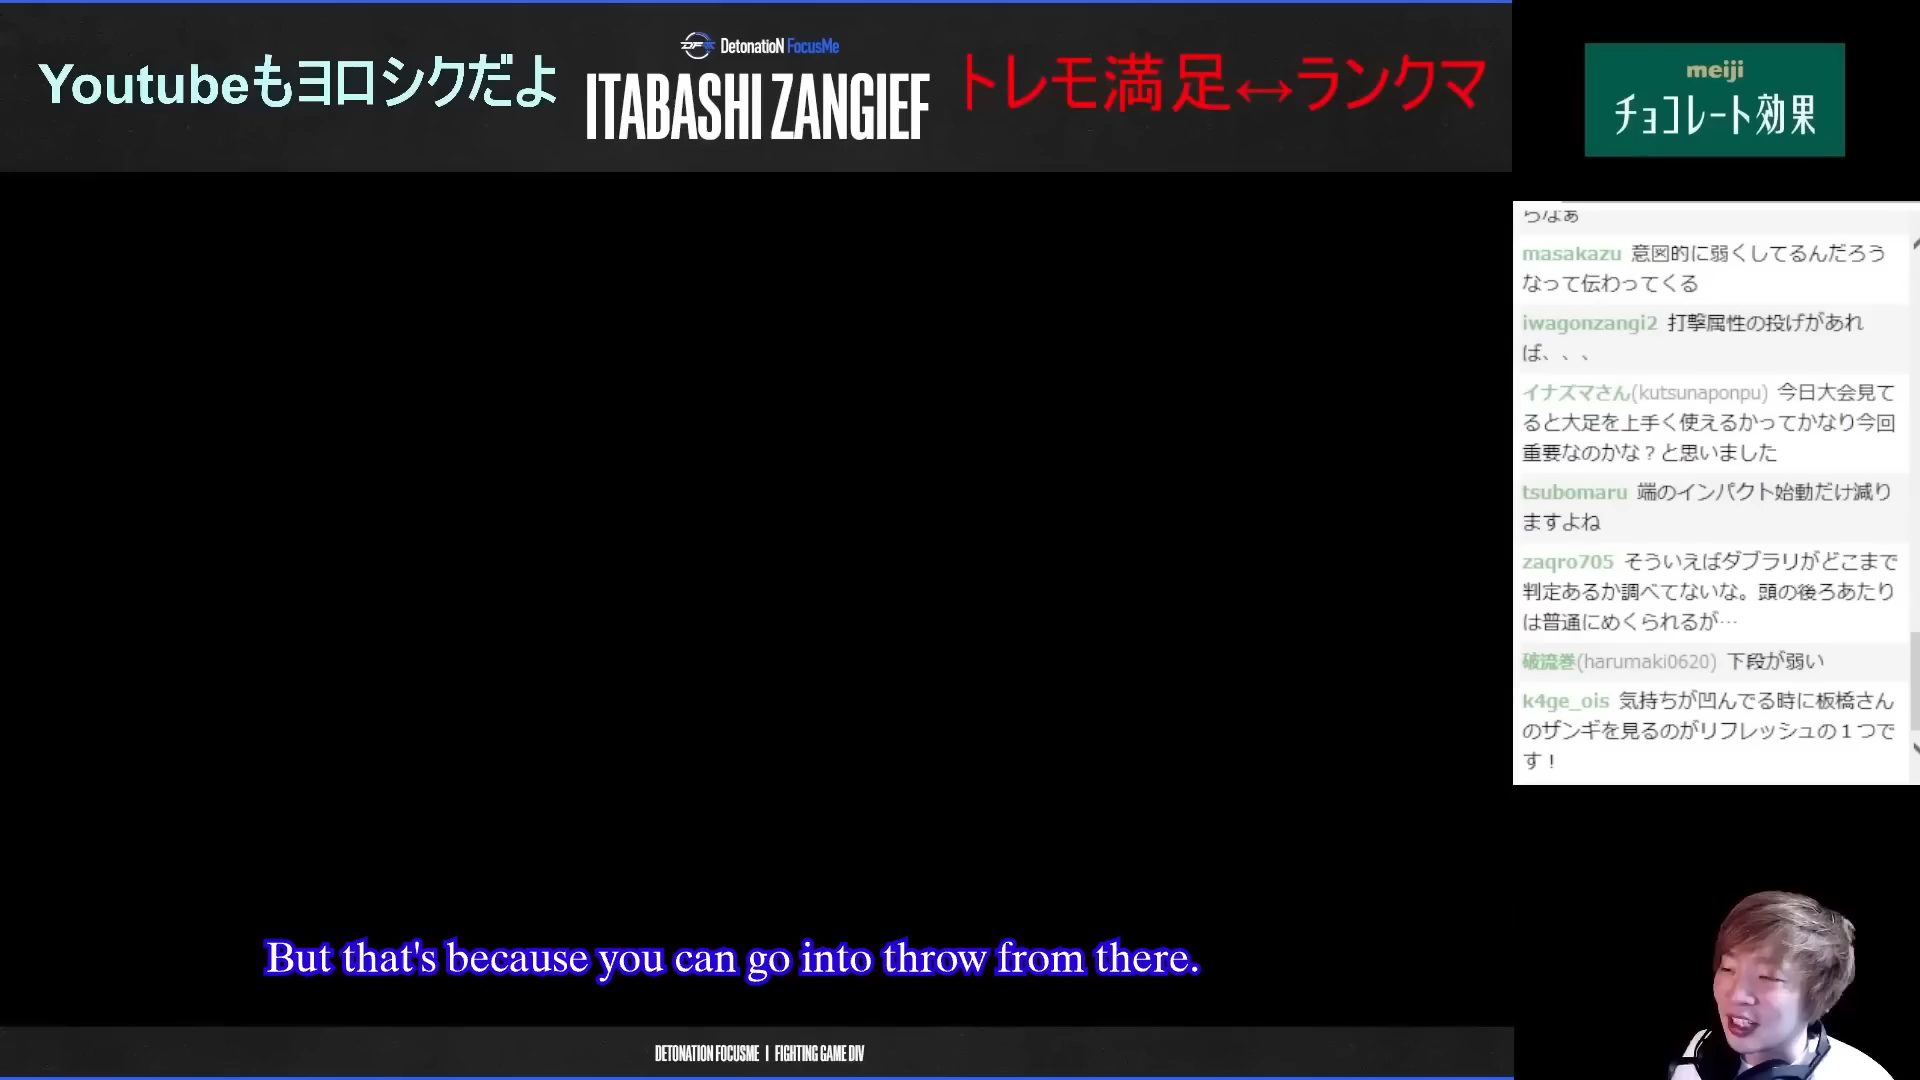 Youtubeもヨロシクだよ
DetonatioN FocusMe
ITABASHI ZANGIEF
トレモ満足↔ランクマ
meiji
チョコレート効果
らなぁ
masakazu 意図的に弱くしてるんだろう
なって伝わってくる
iwagonzangi2 打撃属性の投げがあれ
ば、、、
イナズマさん(kutsunaponpu) 今日大会見て
ると大足を上手く使えるかってかなり今回
重要なのかな？と思いました
tsubomaru 端のインパクト始動だけ減り
ますよね
zaqro705 そういえばダブラリがどこまで
判定あるか調べてないな。頭の後ろあたり
は普通にめくられるが…
破流巻(harumaki0620) 下段が弱い
k4ge_ois 気持ちが凹んでる時に板橋さん
のザンギを見るのがリフレッシュの１つで
す！
But that's because you can go into throw from there.
DETONATION FOCUSME | FIGHTING GAME DIV